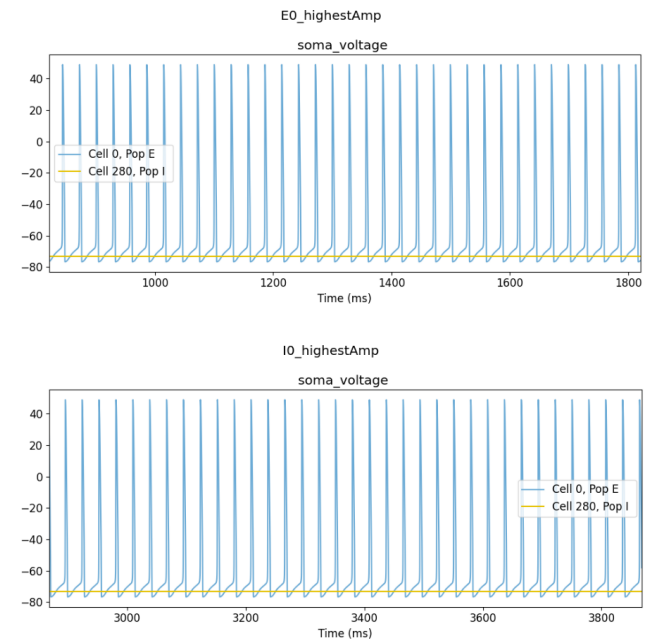 E0_highestAmp
soma_voltage
40
20
0
−20
−40
−60
−80
Cell 0, Pop E
Cell 280, Pop I
1000 1200 1400 1600 1800
Time (ms)
I0_highestAmp
soma_voltage
40
20
0
−20
−40
−60
−80
Cell 0, Pop E
Cell 280, Pop I
3000 3200 3400 3600 3800
Time (ms)